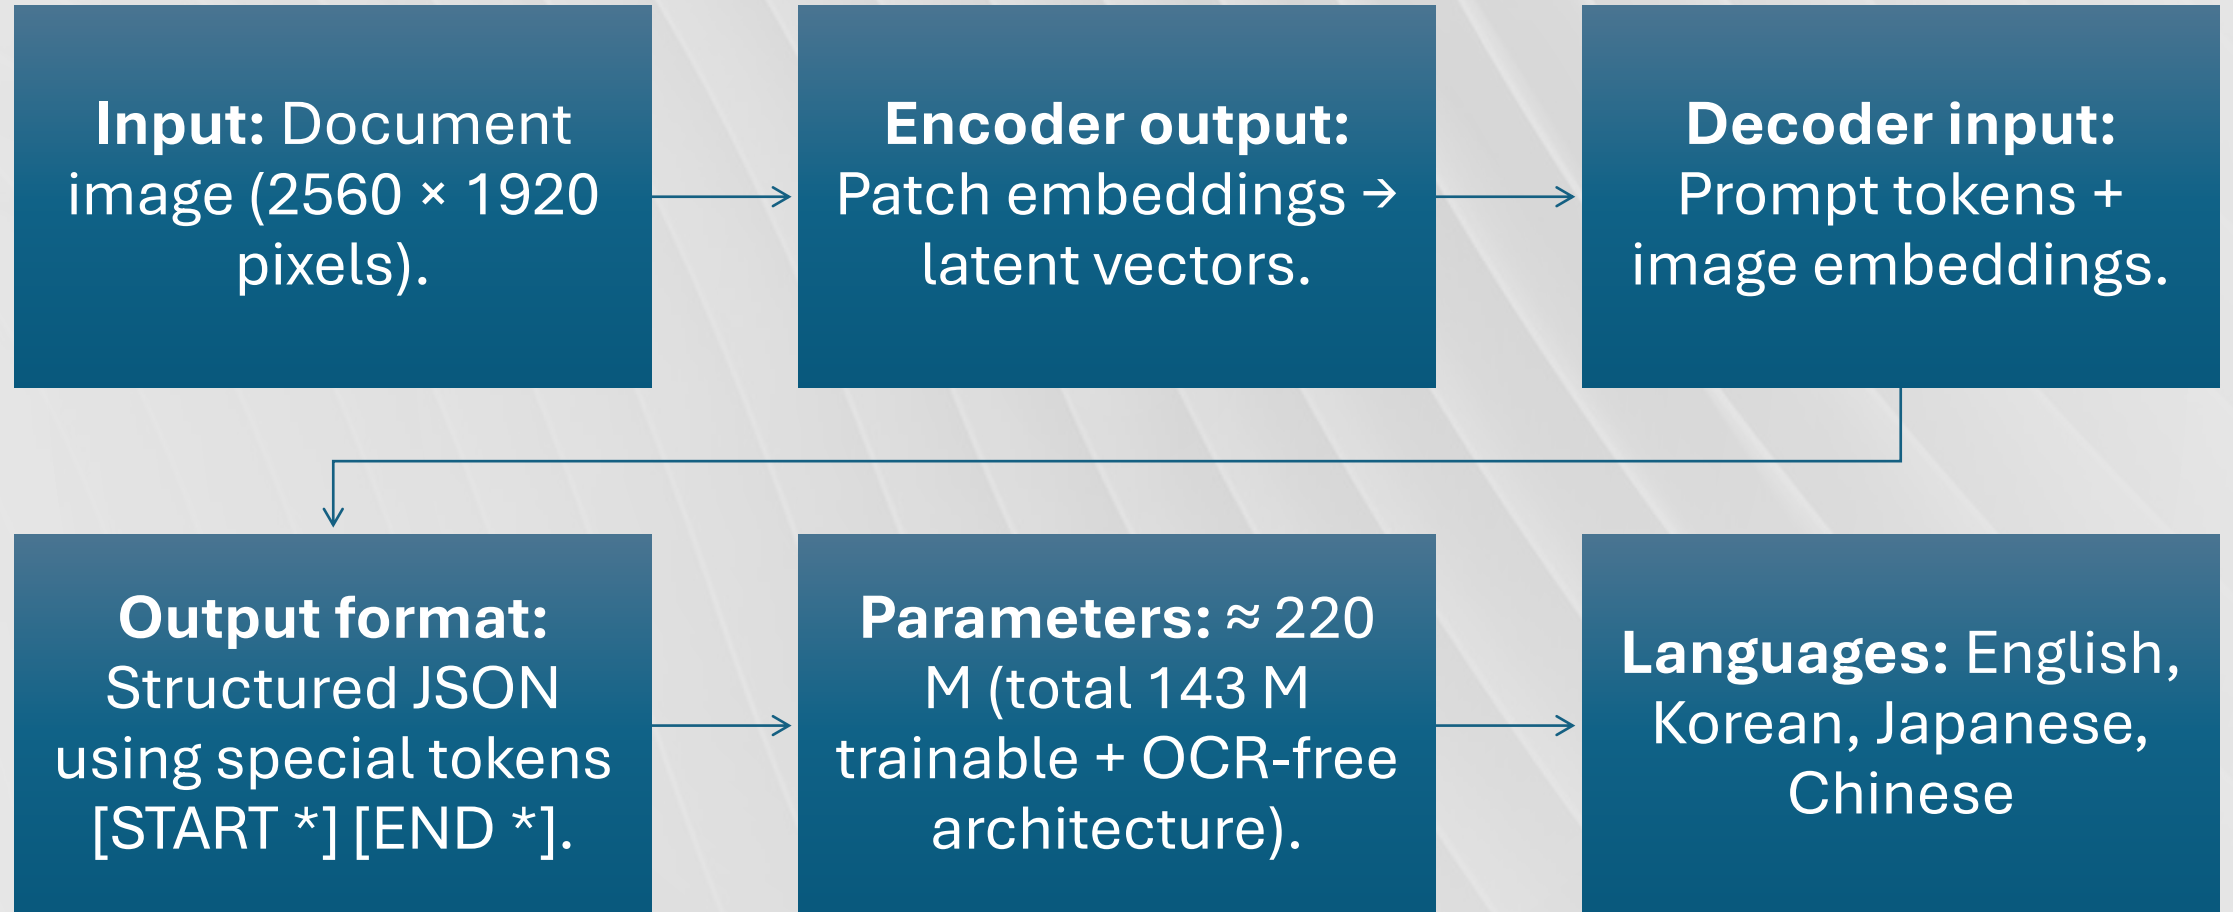 Input: Document
image (2560 × 1920
pixels).
Encoder output:
Patch embeddings →
latent vectors.
Decoder input:
Prompt tokens +
image embeddings.
Output format:
Structured JSON
using special tokens
[START *] [END *].
Parameters: ≈ 220
M (total 143 M
trainable + OCR-free
architecture).
Languages: English,
Korean, Japanese,
Chinese